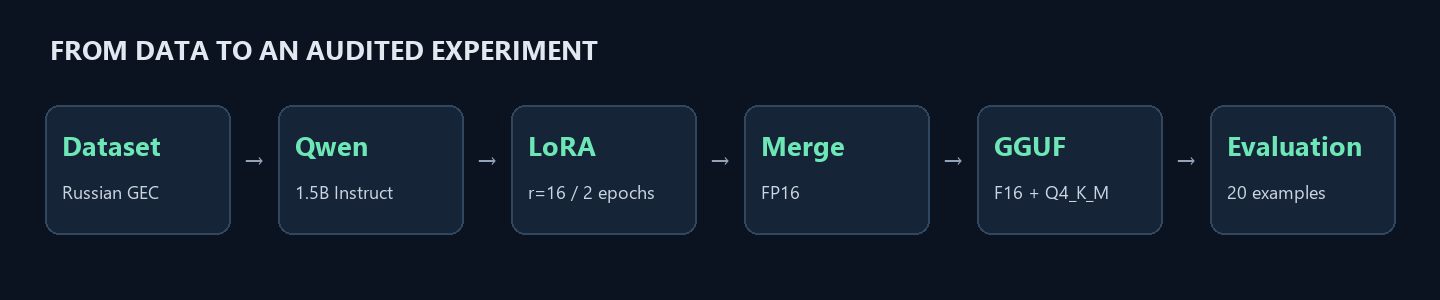 FROM DATA TO AN AUDITED EXPERIMENT
Dataset
Russian GEC
→
Qwen
1.5B Instruct
→
LoRA
r=16 / 2 epochs
→
Merge
FP16
→
GGUF
F16 + Q4_K_M
→
Evaluation
20 examples